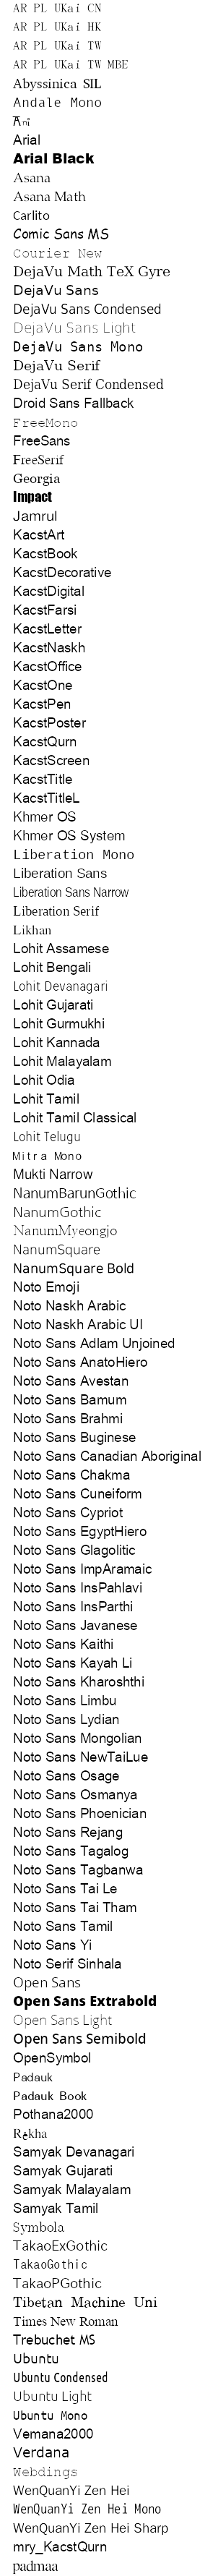 AR PL UKai CN
AR PL UKai HK
AR PL UKai TW
AR PL UKai TW MBE
Abyssinica SIL
Andale Mono
Ani
Arial
Arial Black
Asana
Asana Math
Carlito
Comic Sans MS
Courier New
DejaVu Math TeX Gyre
DejaVu Sans
DejaVu Sans Condensed
DejaVu Sans Light
DejaVu Sans Mono
DejaVu Serif
DejaVu Serif Condensed
Droid Sans Fallback
FreeMono
FreeSans
FreeSerif
Georgia
Impact
Jamrul
KacstArt
KacstBook
KacstDecorative
KacstDigital
KacstFarsi
KacstLetter
KacstNaskh
KacstOffice
KacstOne
KacstPen
KacstPoster
KacstQurn
KacstScreen
KacstTitle
KacstTitleL
Khmer OS
Khmer OS System
Liberation Mono
Liberation Sans
Liberation Sans Narrow
Liberation Serif
Likhan
Lohit Assamese
Lohit Bengali
Lohit Devanagari
Lohit Gujarati
Lohit Gurmukhi
Lohit Kannada
Lohit Malayalam
Lohit Odia
Lohit Tamil
Lohit Tamil Classical
Lohit Telugu
Mitra Mono
Mukti Narrow
NanumBarunGothic
NanumGothic
NanumMyeongjo
NanumSquare
NanumSquare Bold
Noto Emoji
Noto Naskh Arabic
Noto Naskh Arabic UI
Noto Sans Adlam Unjoined
Noto Sans AnatoHiero
Noto Sans Avestan
Noto Sans Bamum
Noto Sans Brahmi
Noto Sans Buginese
Noto Sans Canadian Aboriginal
Noto Sans Chakma
Noto Sans Cuneiform
Noto Sans Cypriot
Noto Sans EgyptHiero
Noto Sans Glagolitic
Noto Sans ImpAramaic
Noto Sans InsPahlavi
Noto Sans InsParthi
Noto Sans Javanese
Noto Sans Kaithi
Noto Sans Kayah Li
Noto Sans Kharoshthi
Noto Sans Limbu
Noto Sans Lydian
Noto Sans Mongolian
Noto Sans NewTaiLue
Noto Sans Osage
Noto Sans Osmanya
Noto Sans Phoenician
Noto Sans Rejang
Noto Sans Tagalog
Noto Sans Tagbanwa
Noto Sans Tai Le
Noto Sans Tai Tham
Noto Sans Tamil
Noto Sans Yi
Noto Serif Sinhala
Open Sans
Open Sans Extrabold
Open Sans Light
Open Sans Semibold
OpenSymbol
Padauk
Padauk Book
Pothana2000
Rekha
Samyak Devanagari
Samyak Gujarati
Samyak Malayalam
Samyak Tamil
Symbola
TakaoExGothic
TakaoGothic
TakaoPGothic
Tibetan Machine Uni
Times New Roman
Trebuchet MS
Ubuntu
Ubuntu Condensed
Ubuntu Light
Ubuntu Mono
Vemana2000
Verdana
Webdings
WenQuanYi Zen Hei
WenQuanYi Zen Hei Mono
WenQuanYi Zen Hei Sharp
mry_KacstQurn
padmaa